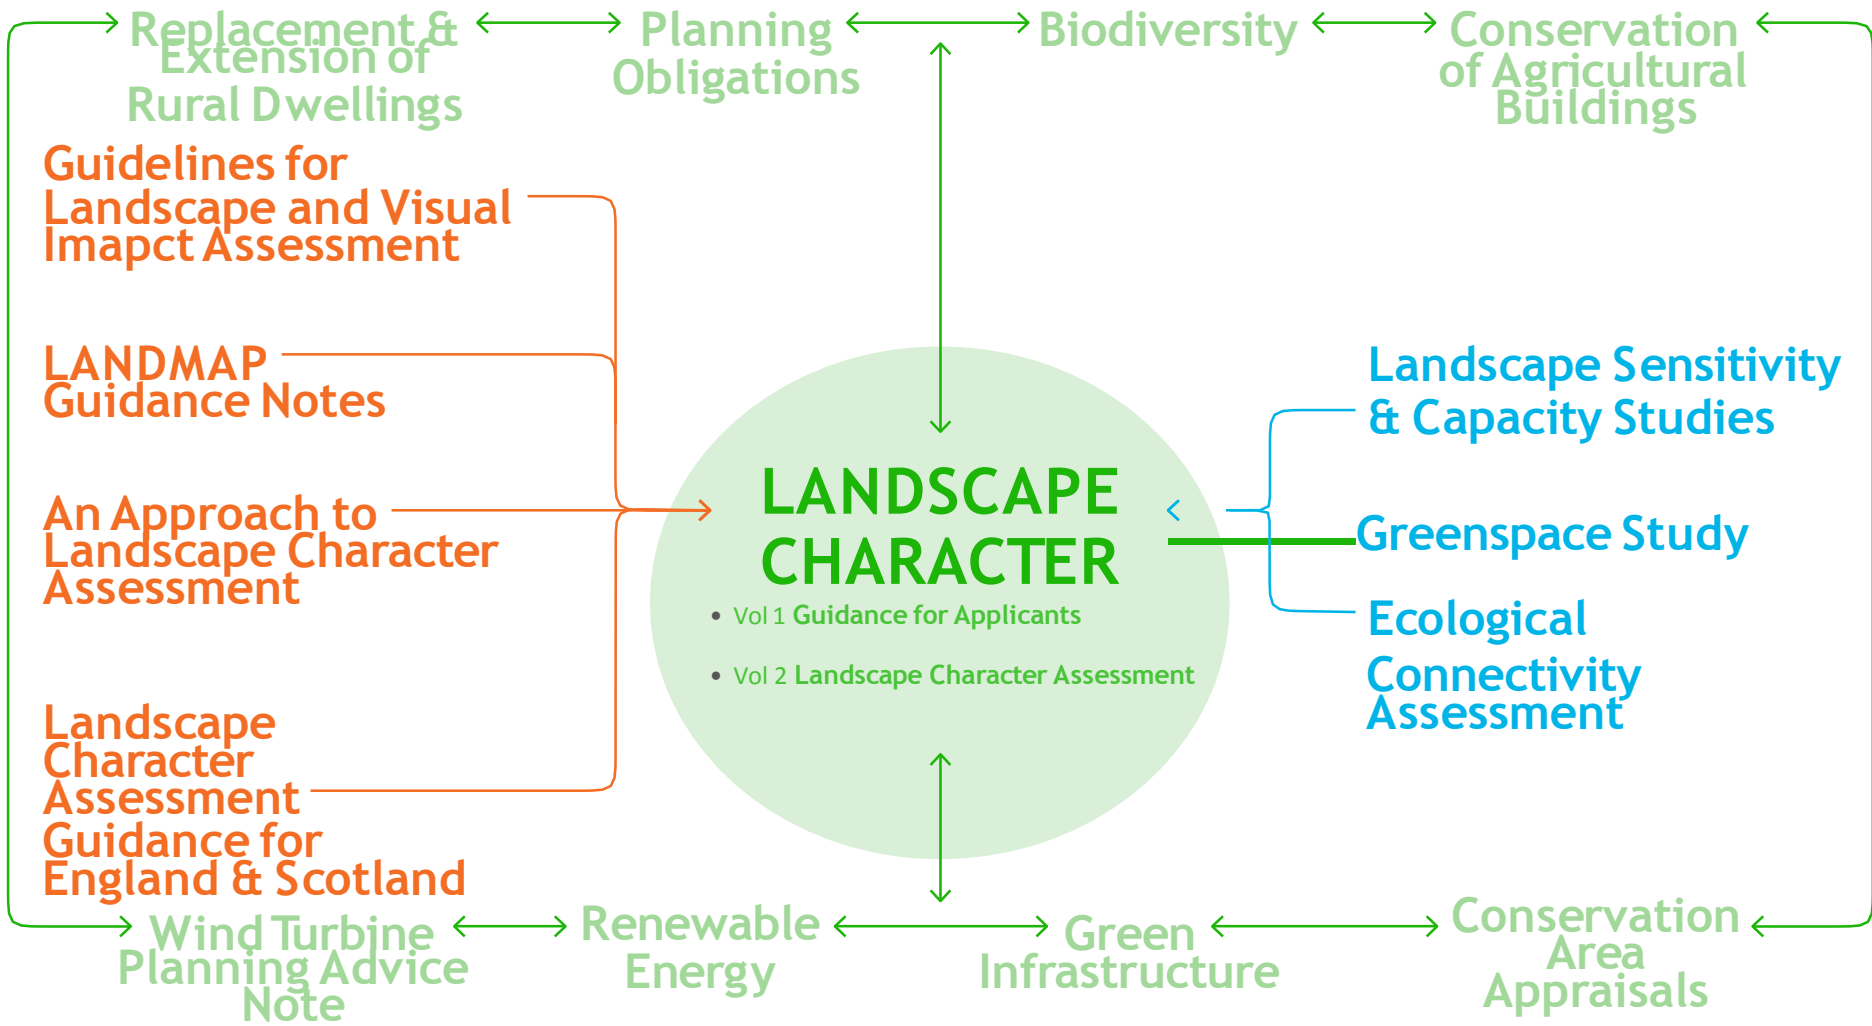 Replacement &
Extension of
Rural Dwellings
Planning
Obligations
Biodiversity
Conservation
of Agricultural
Buildings
Guidelines for
Landscape and Visual
Imapct Assessment
LANDMAP
Guidance Notes
An Approach to
Landscape Character
Assessment
Landscape
Character
Assessment
Guidance for
England & Scotland
LANDSCAPE
CHARACTER
• Vol 1 Guidance for Applicants
• Vol 2 Landscape Character Assessment
Landscape Sensitivity
& Capacity Studies
Greenspace Study
Ecological
Connectivity
Assessment
Wind Turbine
Planning Advice
Note
Renewable
Energy
Green
Infrastructure
Conservation
Area
Appraisals